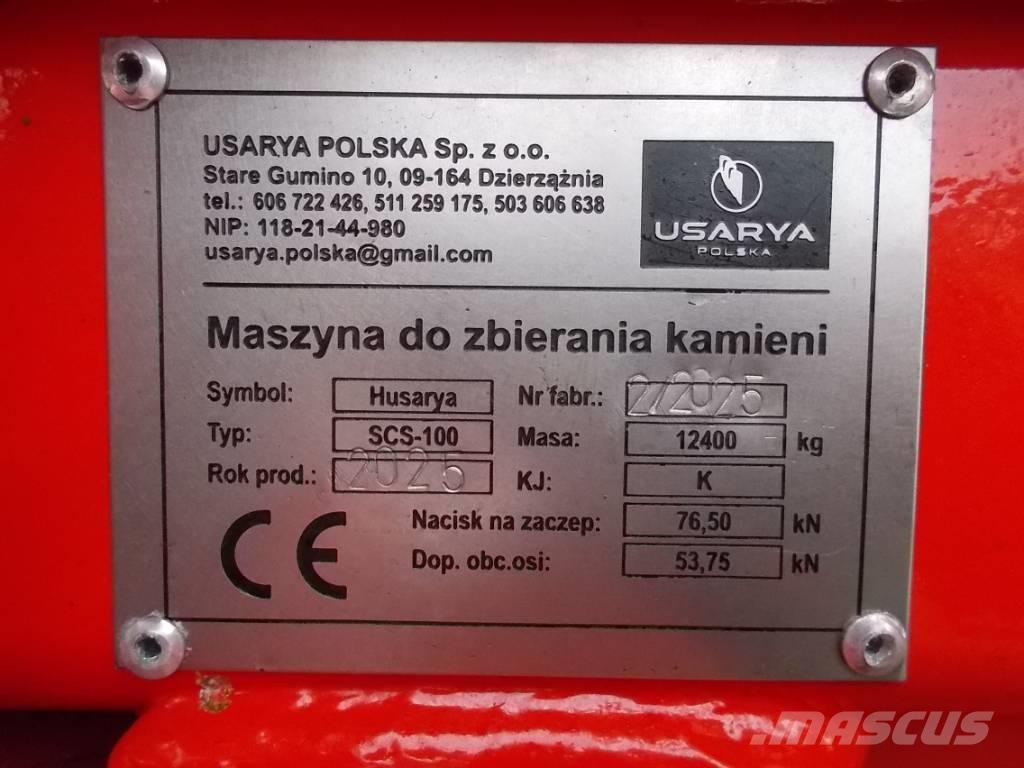 USARYA POLSKA Sp. z o.o.
Stare Gumino 10, 09-164 Dzierzążnia
tel.: 606 722 426, 511 259 175, 503 606 638
NIP: 118-21-44-980
usarya.polska@gmail.com
USARYA
POLSKA
Maszyna do zbierania kamieni
Symbol: Husarya Nr fabr.: 2/2025
Typ: SCS-100 Masa: 12400 kg
Rok prod.: 2025 KJ: K
CE Nacisk na zaczep: 76,50 kN
Dop. obc.osi: 53,75 kN
MASCUS